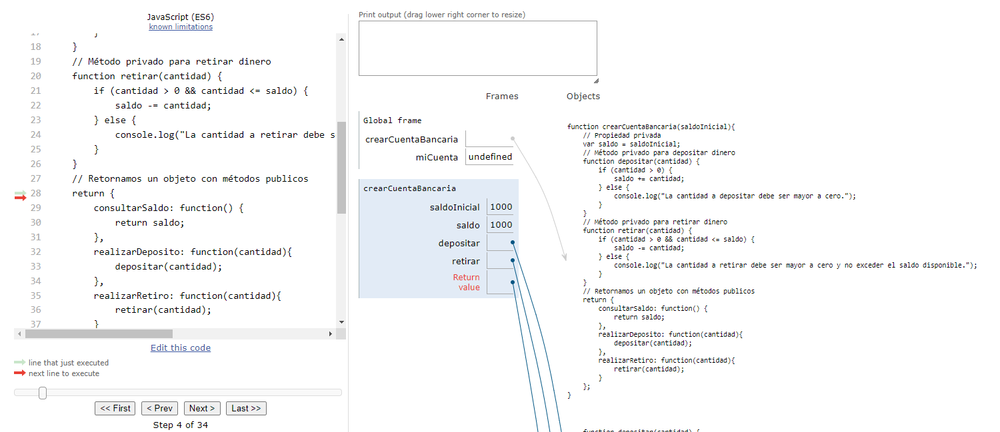 JavaScript (ES6)
known limitations
17        }
18    }
19    // Método privado para retirar dinero
20    function retirar(cantidad) {
21        if (cantidad > 0 && cantidad <= saldo) {
22            saldo -= cantidad;
23        } else {
24            console.log("La cantidad a retirar debe s
25        }
26    }
27    // Retornamos un objeto con métodos publicos
28    return {
29        consultarSaldo: function() {
30            return saldo;
31        },
32        realizarDeposito: function(cantidad){
33            depositar(cantidad);
34        },
35        realizarRetiro: function(cantidad){
36            retirar(cantidad);
37        }
Edit this code
line that just executed
next line to execute
<< First
< Prev
Next >
Last >>
Step 4 of 34
Print output (drag lower right corner to resize)
Frames
Objects
Global frame
crearCuentaBancaria
miCuenta undefined
crearCuentaBancaria
saldoInicial 1000
saldo 1000
depositar
retirar
Return
value
function crearCuentaBancaria(saldoInicial){
    // Propiedad privada
    var saldo = saldoInicial;
    // Método privado para depositar dinero
    function depositar(cantidad) {
        if (cantidad > 0) {
            saldo += cantidad;
        } else {
            console.log("La cantidad a depositar debe ser mayor a cero.");
        }
    }
    // Método privado para retirar dinero
    function retirar(cantidad) {
        if (cantidad > 0 && cantidad <= saldo) {
            saldo -= cantidad;
        } else {
            console.log("La cantidad a retirar debe ser mayor a cero y no exceder el saldo disponible.");
        }
    }
    // Retornamos un objeto con métodos publicos
    return {
        consultarSaldo: function() {
            return saldo;
        },
        realizarDeposito: function(cantidad){
            depositar(cantidad);
        },
        realizarRetiro: function(cantidad){
            retirar(cantidad);
        }
    };
}
function depositar(cantidad) {